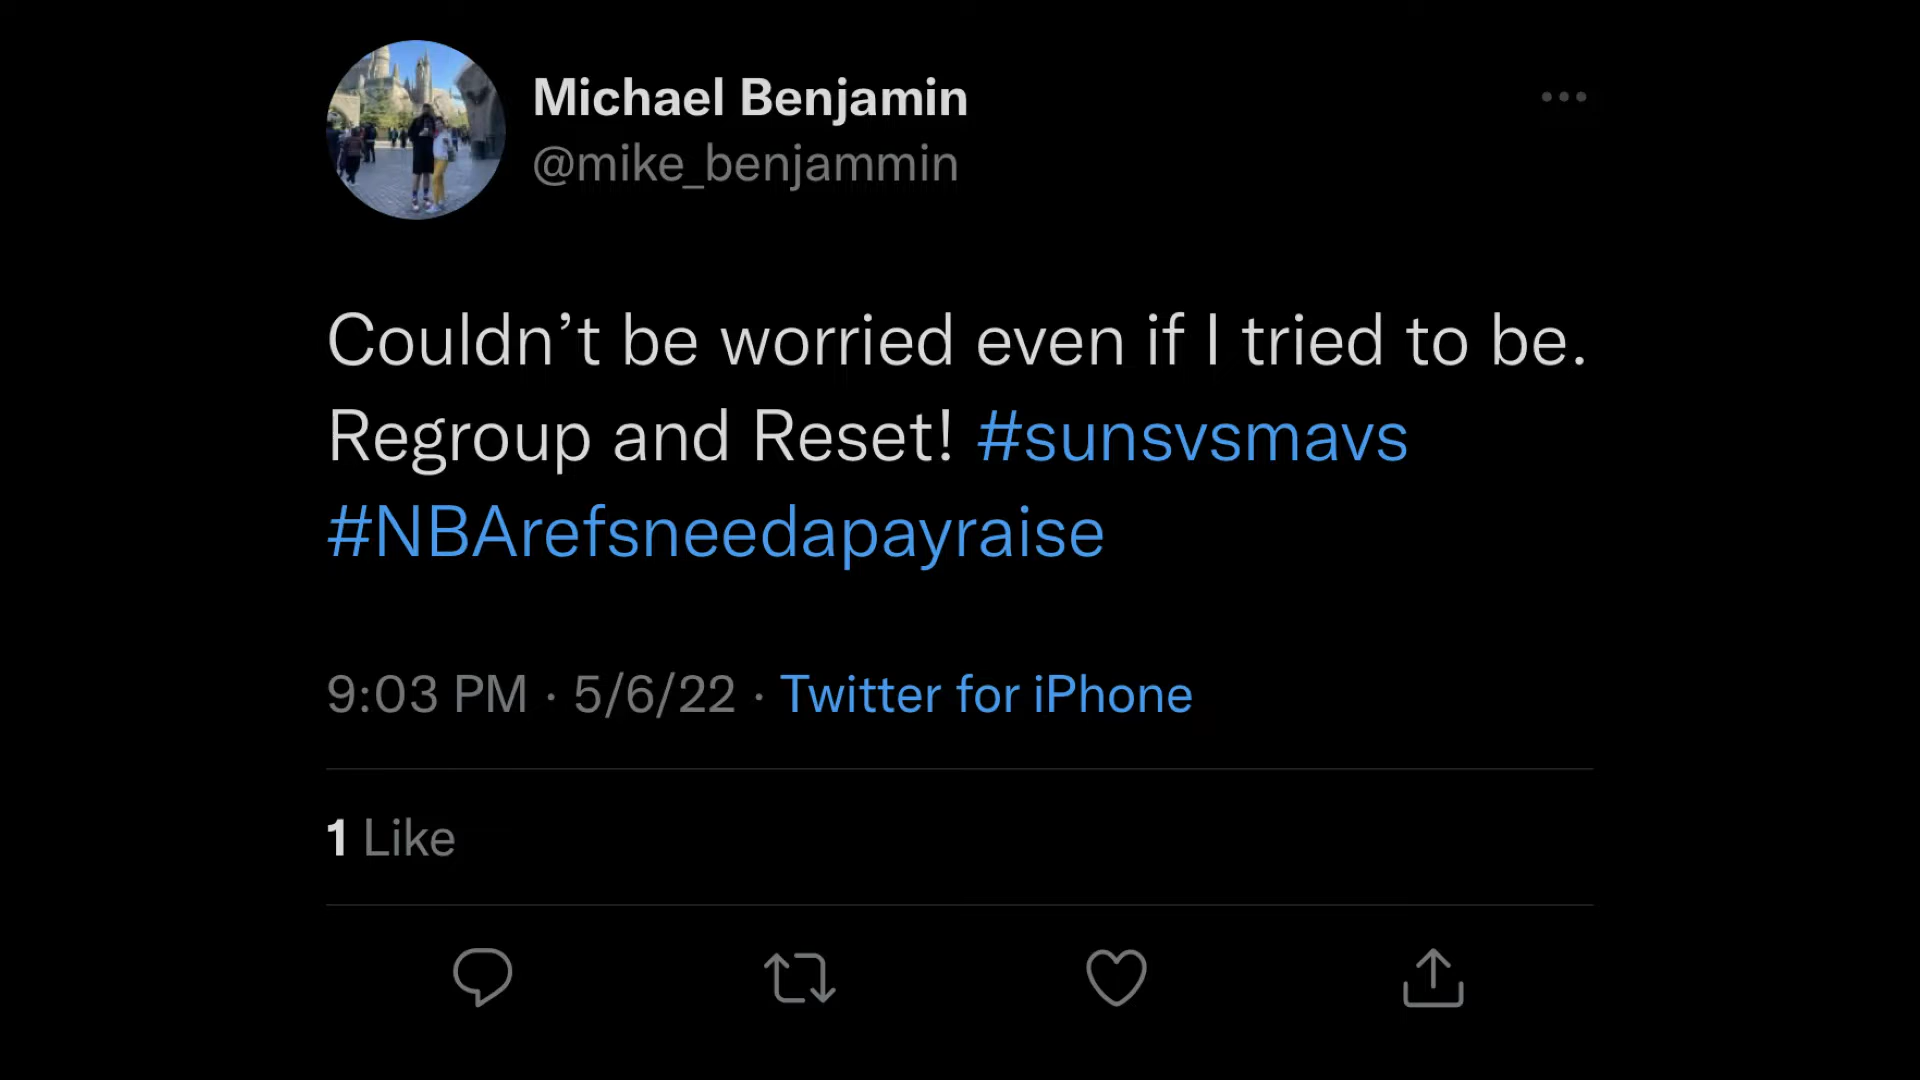 Michael Benjamin
@mike_benjammin
Couldn’t be worried even if I tried to be.
Regroup and Reset! #sunsvsmavs
#NBArefsneedapayraise
9:03 PM · 5/6/22 · Twitter for iPhone
1 Like